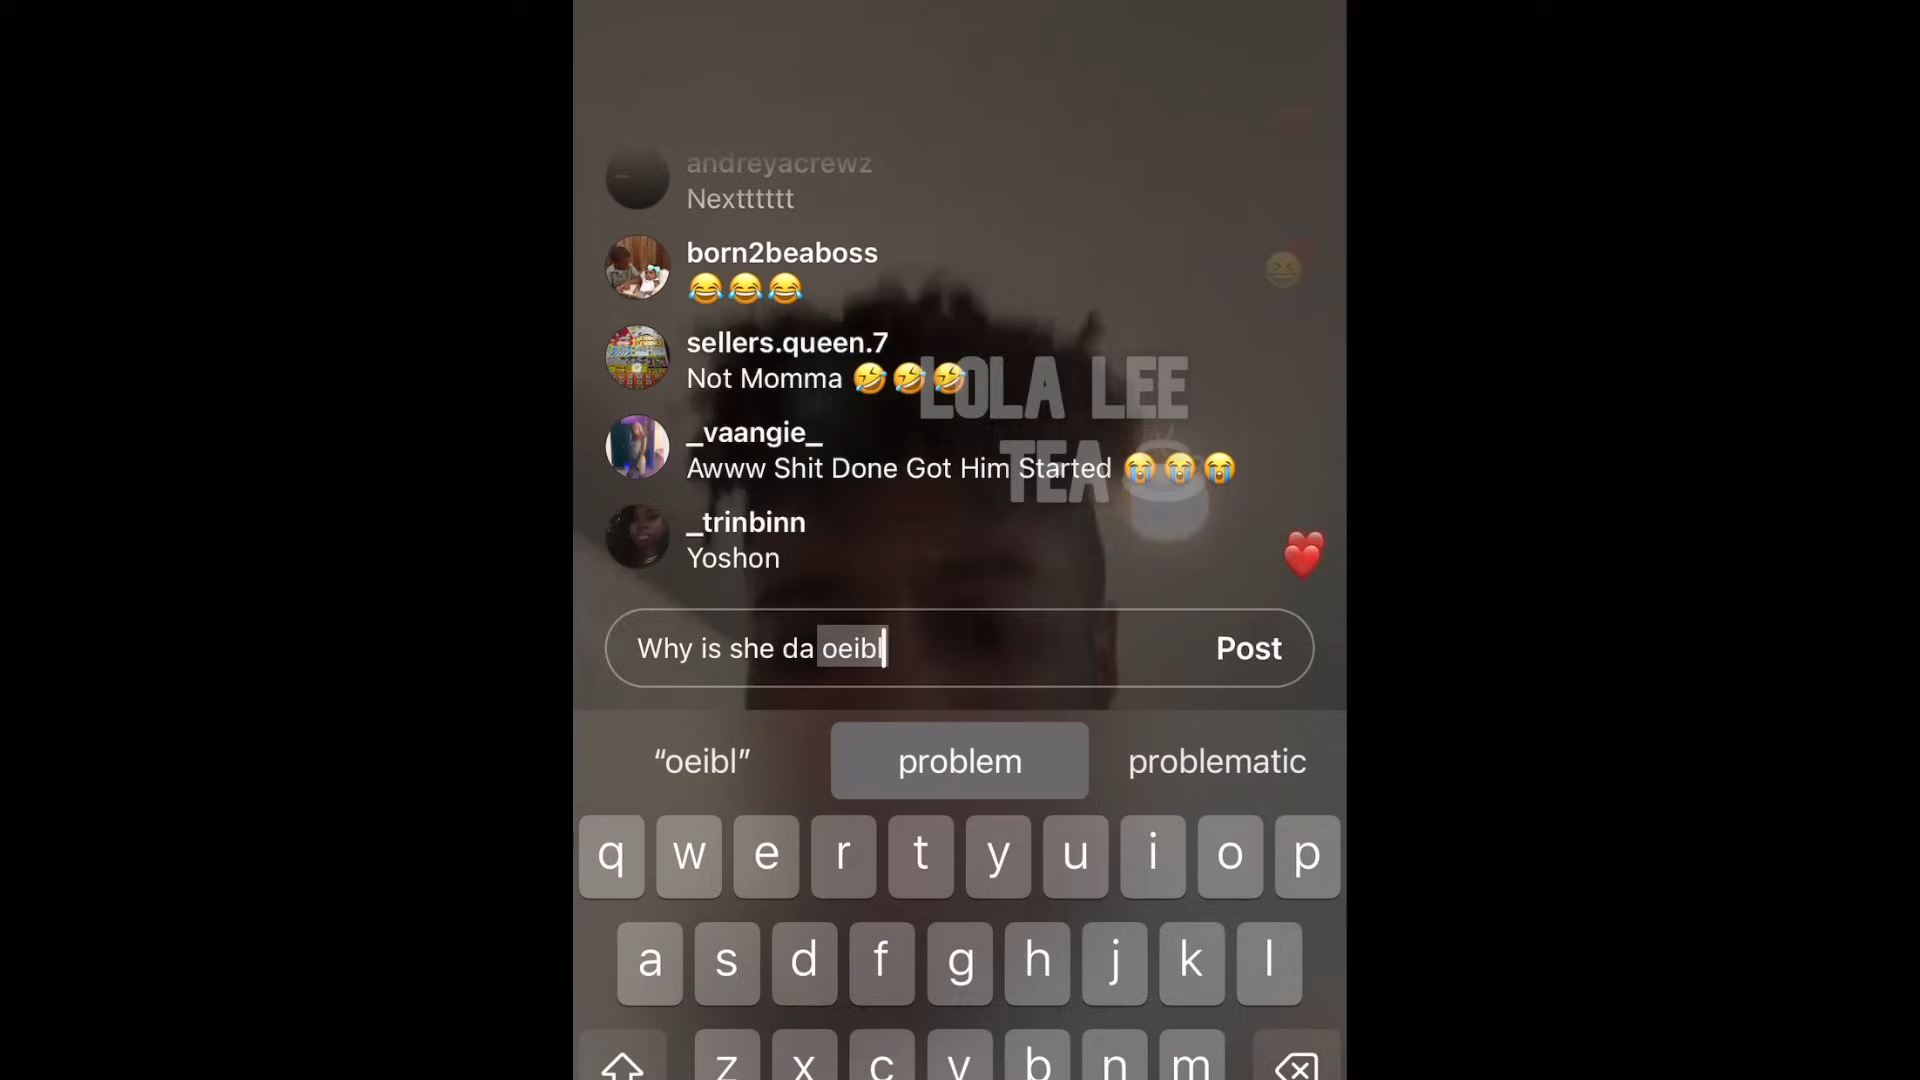 andreyacrewz
Nextttttt
born2beaboss
😂😂😂
sellers.queen.7
Not Momma 🤣🤣🤣
LOLA LEE
TEA
_vaangie_
Awww Shit Done Got Him Started 😭😭😭
_trinbinn
Yoshon
Why is she da oeibl
Post
“oeibl” problem problematic
q w e r t y u i o p
a s d f g h j k l
z x c v b n m